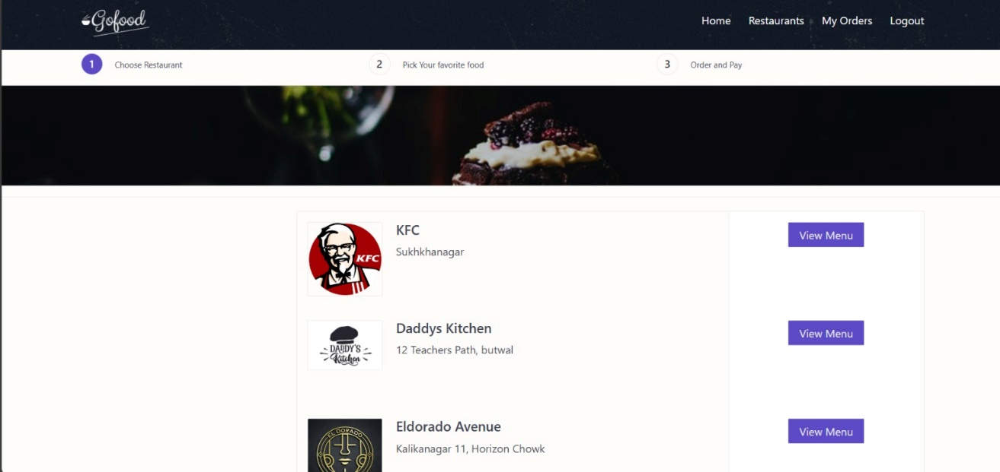 Gofood
Home Restaurants My Orders Logout
1 Choose Restaurant 2 Pick Your favorite food 3 Order and Pay
KFC
KFC
Sukhkhanagar
View Menu
DADDY'S
Kitchen
Daddys Kitchen
12 Teachers Path, butwal
View Menu
EL DORADO
Eldorado Avenue
Kalikanagar 11, Horizon Chowk
View Menu